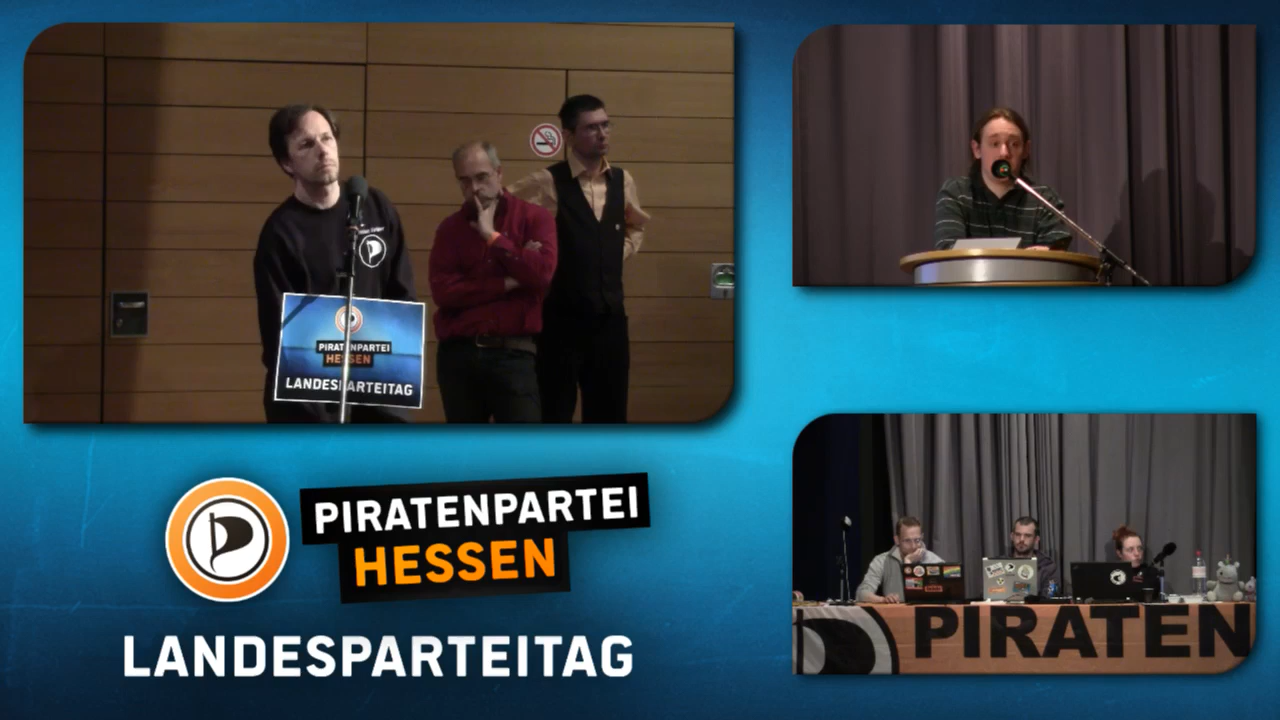 PIRATENPARTEI
HESSEN
LANDESPARTEITAG
PIRATENPARTEI
HESSEN
LANDESPARTEITAG
PIRATEN